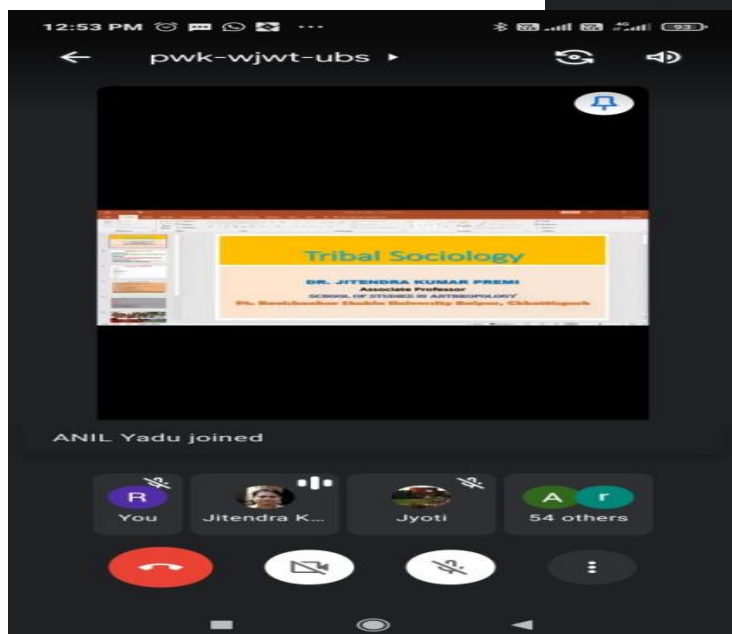 12:53 PM
93
pwk-wjwt-ubs
Tribal Sociology
DR. JITENDRA KUMAR PREMI
Associate Professor
SCHOOL OF STUDIES IN ANTHROPOLOGY
Pt. Ravishankar Shukla University Raipur, Chhattisgarh
ANIL Yadu joined
R
A
r
You
Jitendra K...
Jyoti
54 others